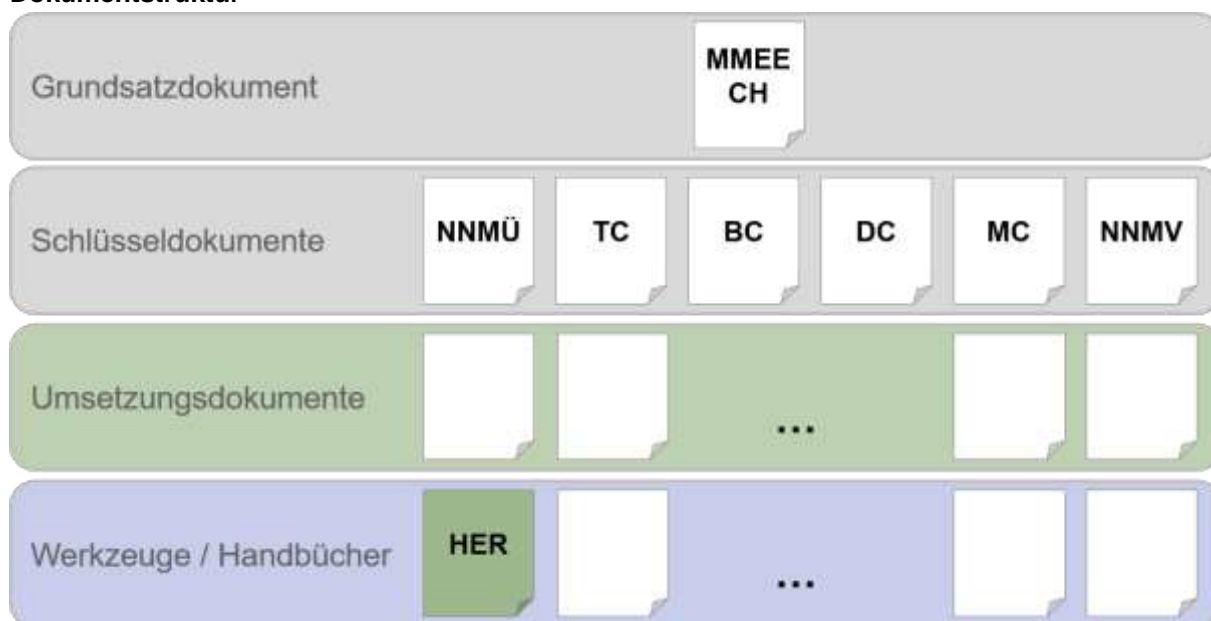 Dokumentstruktur
Grundsatzdokument
MMEE
CH
Schlüsseldokumente
NNMÜ
TC
BC
DC
MC
NNMV
Umsetzungsdokumente
...
Werkzeuge / Handbücher
HER
...